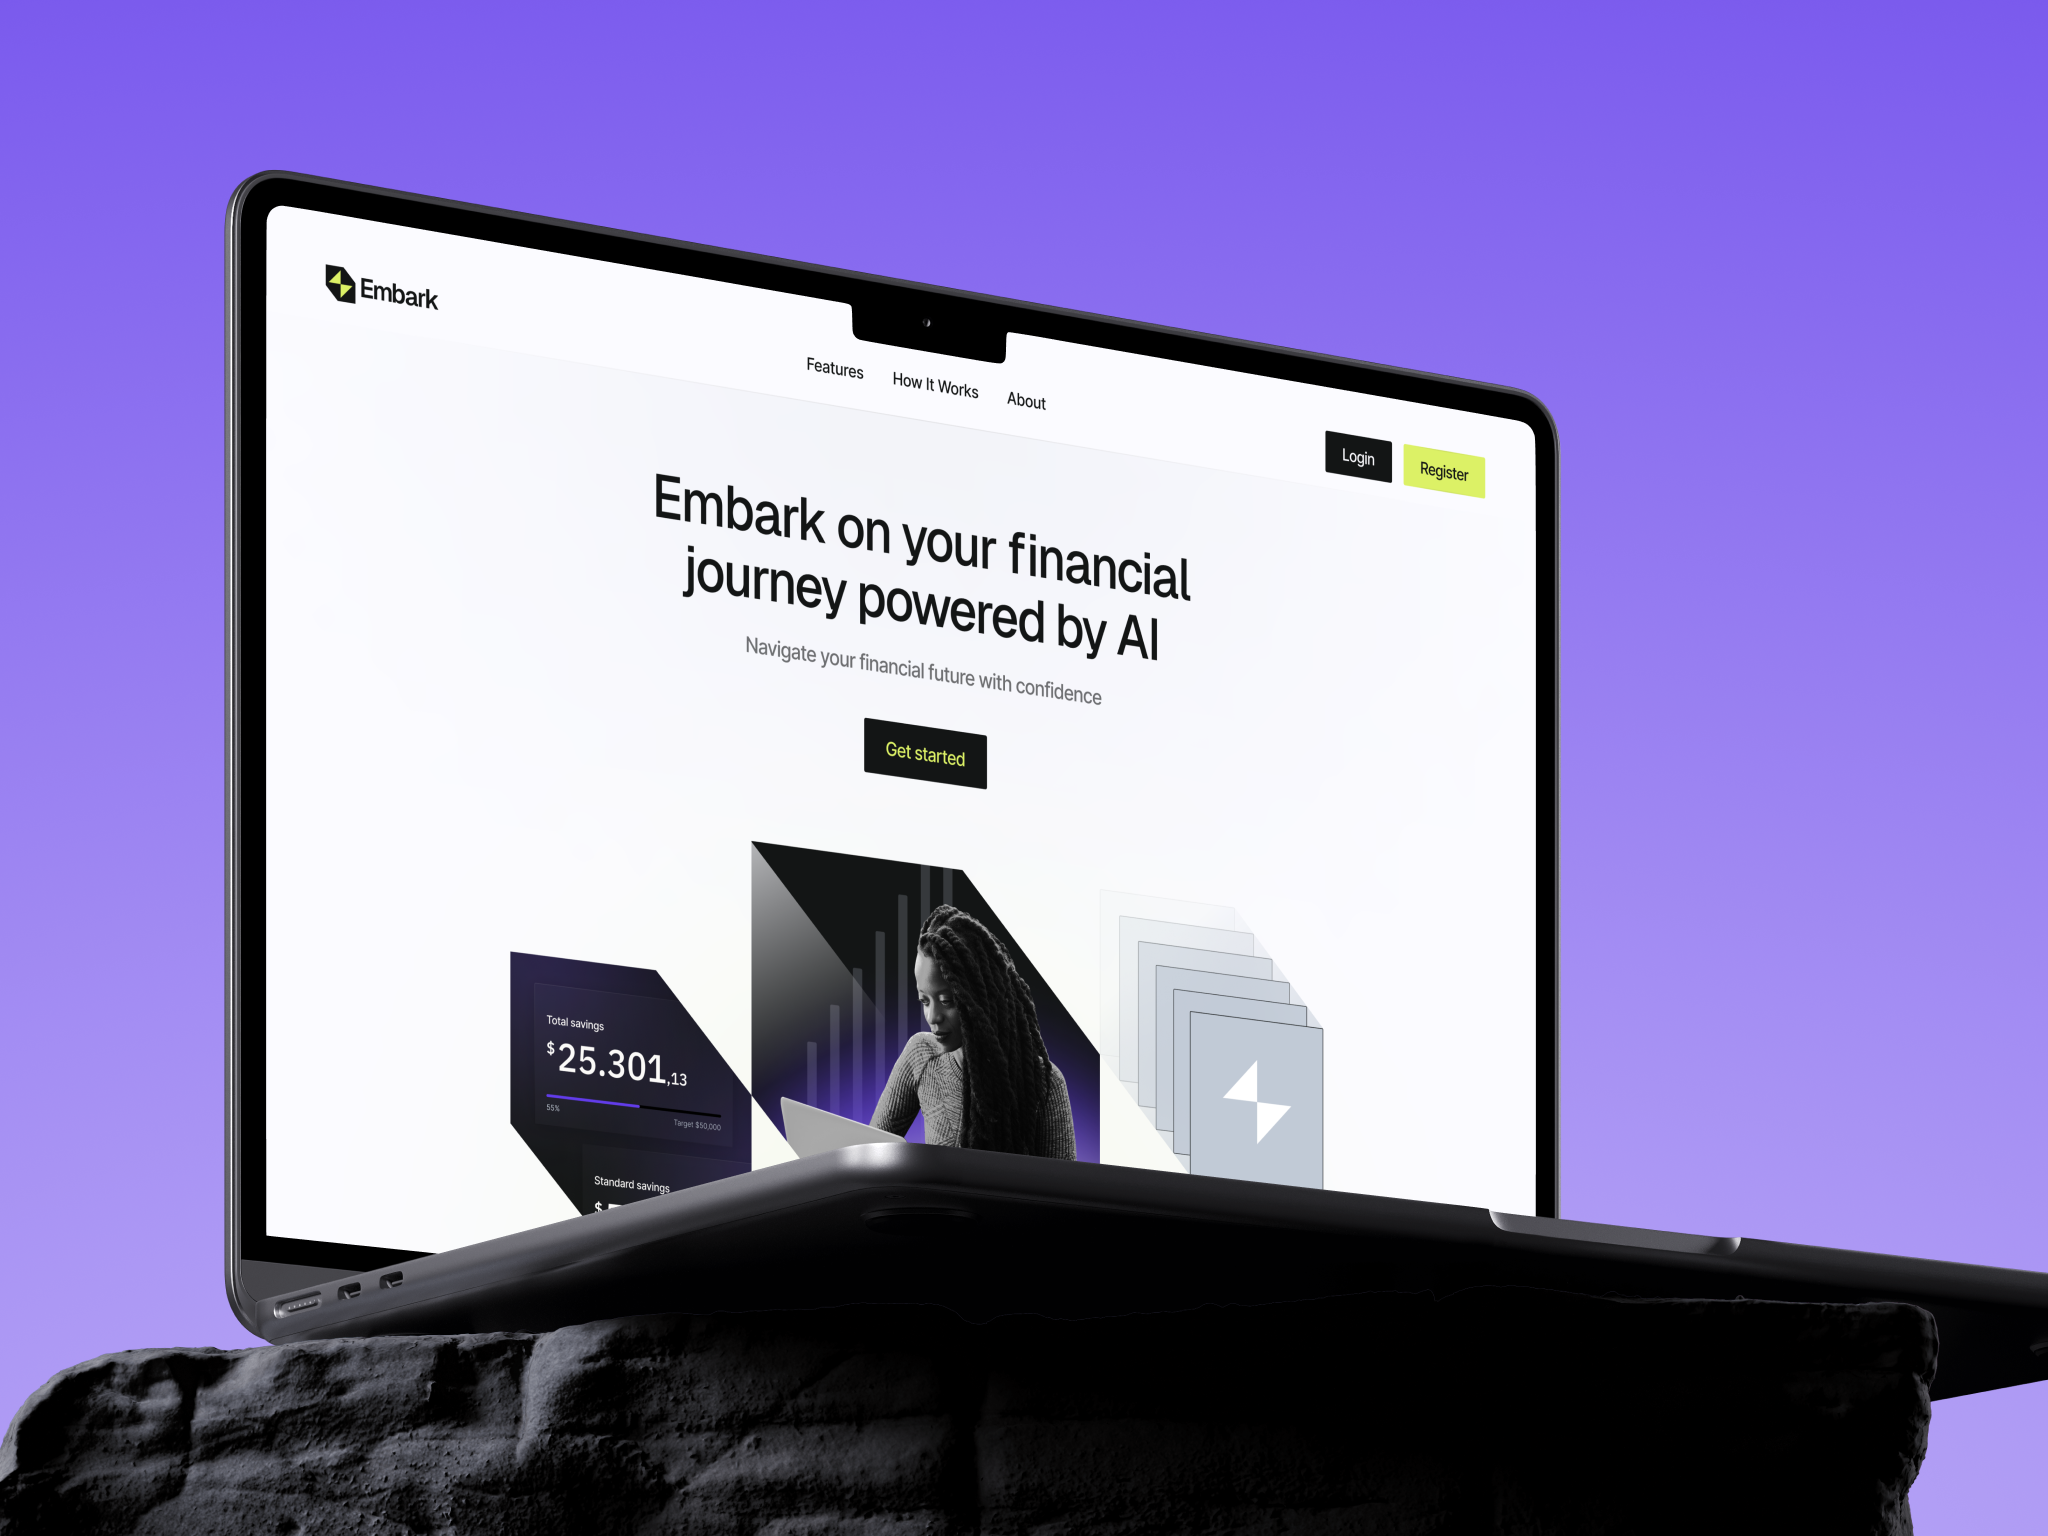 Embark
Features
How It Works
About
Login
Register
Embark on your financial
journey powered by AI
Navigate your financial future with confidence
Get started
Total savings
$25.301,13
55%
Target $50,000
Standard savings
$